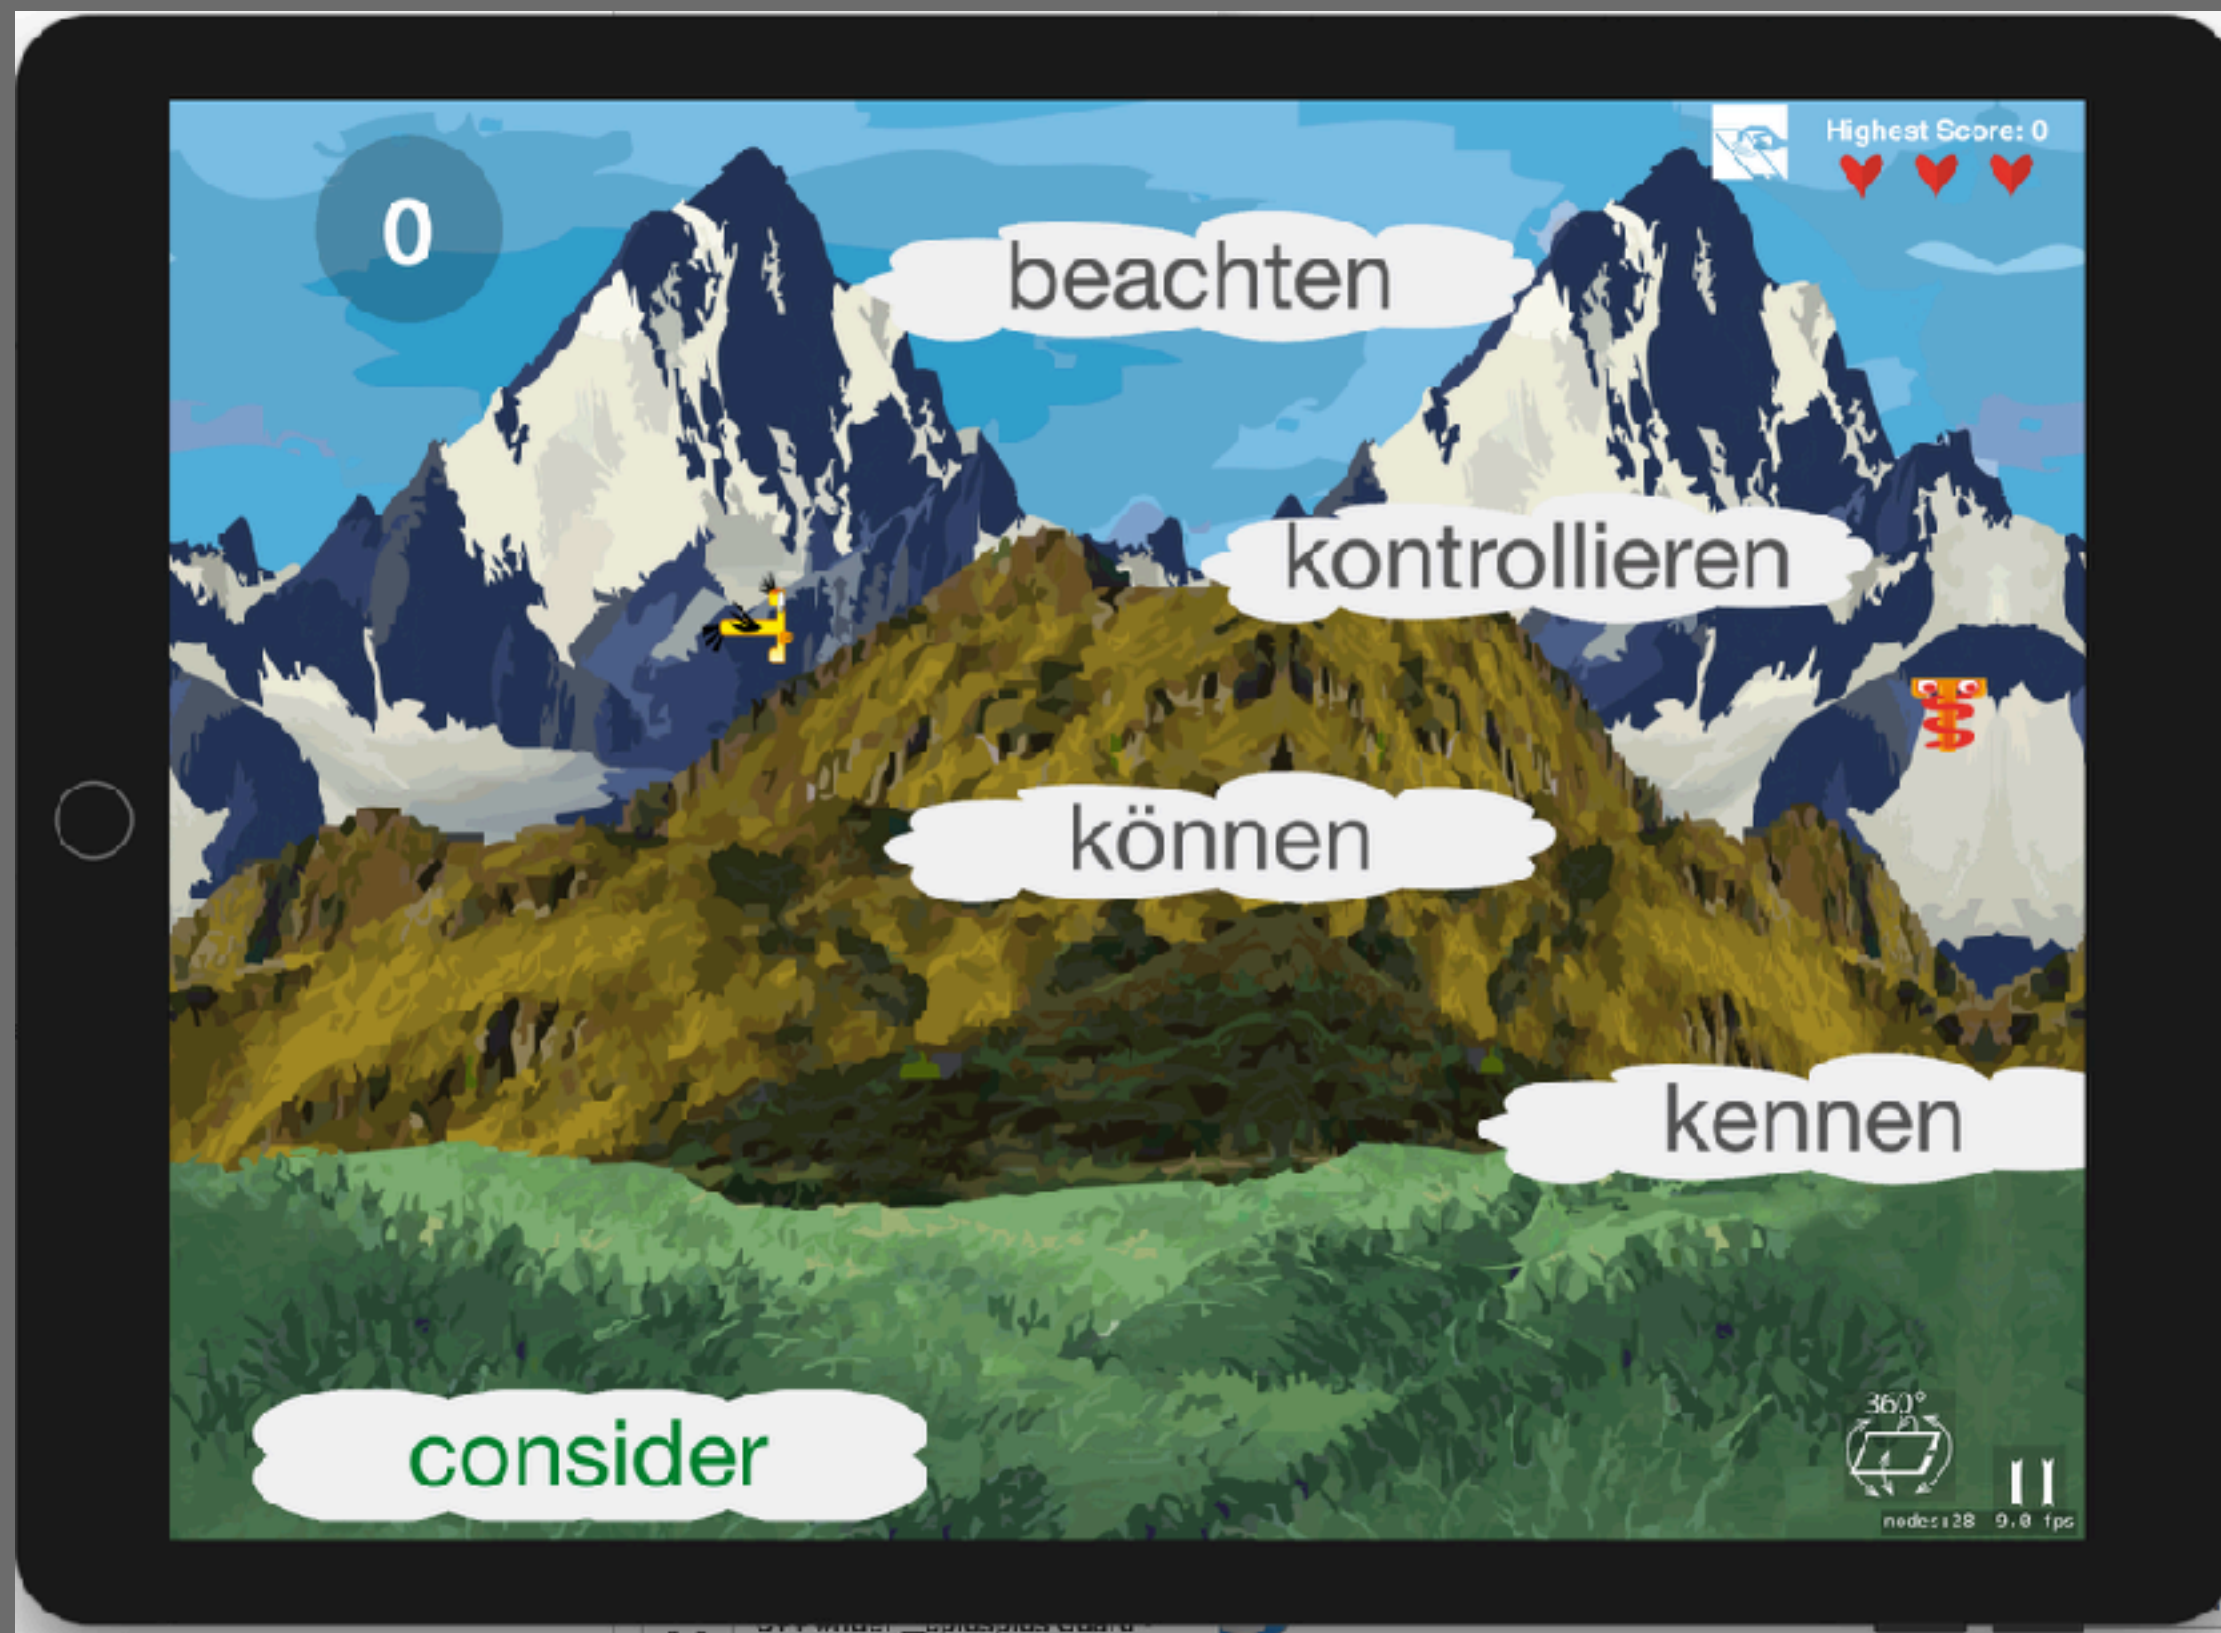 Highest Score: 0
0
beachten
kontrollieren
können
kennen
consider
360°
nodes:28 9.0 fps